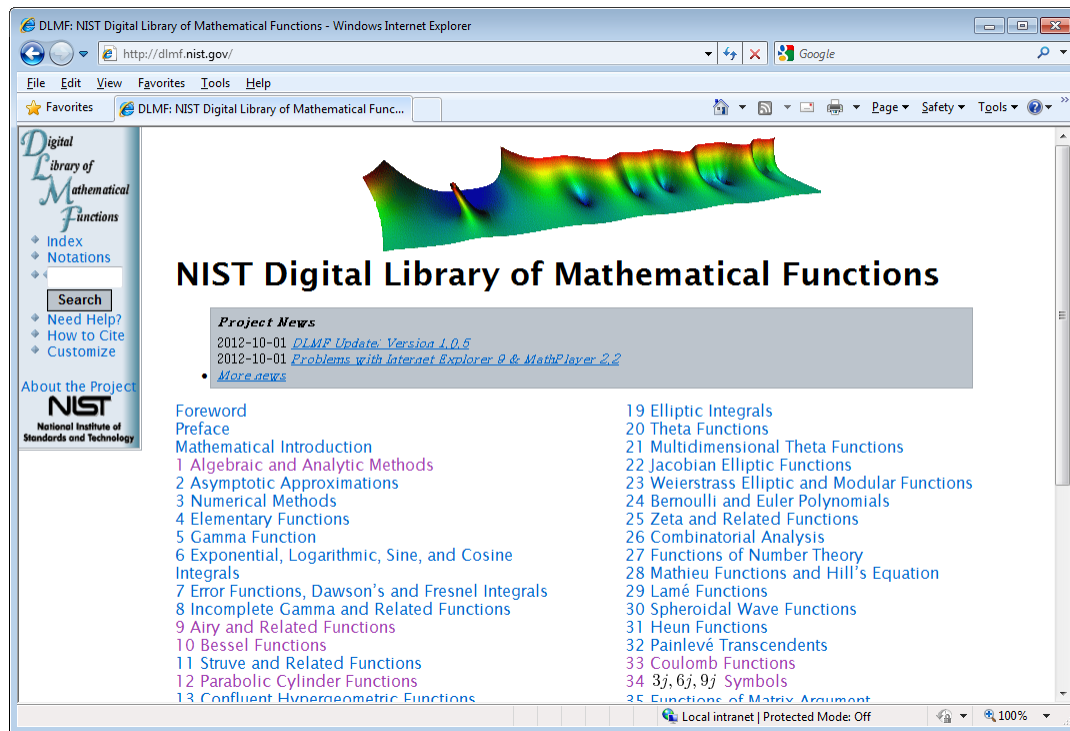 DLMF: NIST Digital Library of Mathematical Functions - Windows Internet Explorer
http://dlmf.nist.gov/
Google
File Edit View Favorites Tools Help
Favorites
DLMF: NIST Digital Library of Mathematical Func...
Page Safety Tools
Digital
Library of
Mathematical
Functions
Index
Notations
Search
Need Help?
How to Cite
Customize
About the Project
NIST
National Institute of
Standards and Technology
NIST Digital Library of Mathematical Functions
Project News
2012-10-01 DLMF Update; Version 1.0.5
2012-10-01 Problems with Internet Explorer 9 & MathPlayer 2.2
More news
Foreword
Preface
Mathematical Introduction
1 Algebraic and Analytic Methods
2 Asymptotic Approximations
3 Numerical Methods
4 Elementary Functions
5 Gamma Function
6 Exponential, Logarithmic, Sine, and Cosine
Integrals
7 Error Functions, Dawson's and Fresnel Integrals
8 Incomplete Gamma and Related Functions
9 Airy and Related Functions
10 Bessel Functions
11 Struve and Related Functions
12 Parabolic Cylinder Functions
13 Confluent Hypergeometric Functions
19 Elliptic Integrals
20 Theta Functions
21 Multidimensional Theta Functions
22 Jacobian Elliptic Functions
23 Weierstrass Elliptic and Modular Functions
24 Bernoulli and Euler Polynomials
25 Zeta and Related Functions
26 Combinatorial Analysis
27 Functions of Number Theory
28 Mathieu Functions and Hill's Equation
29 Lamé Functions
30 Spheroidal Wave Functions
31 Heun Functions
32 Painlevé Transcendents
33 Coulomb Functions
34 3j, 6j, 9j Symbols
35 Functions of Matrix Argument
Local intranet | Protected Mode: Off
100%